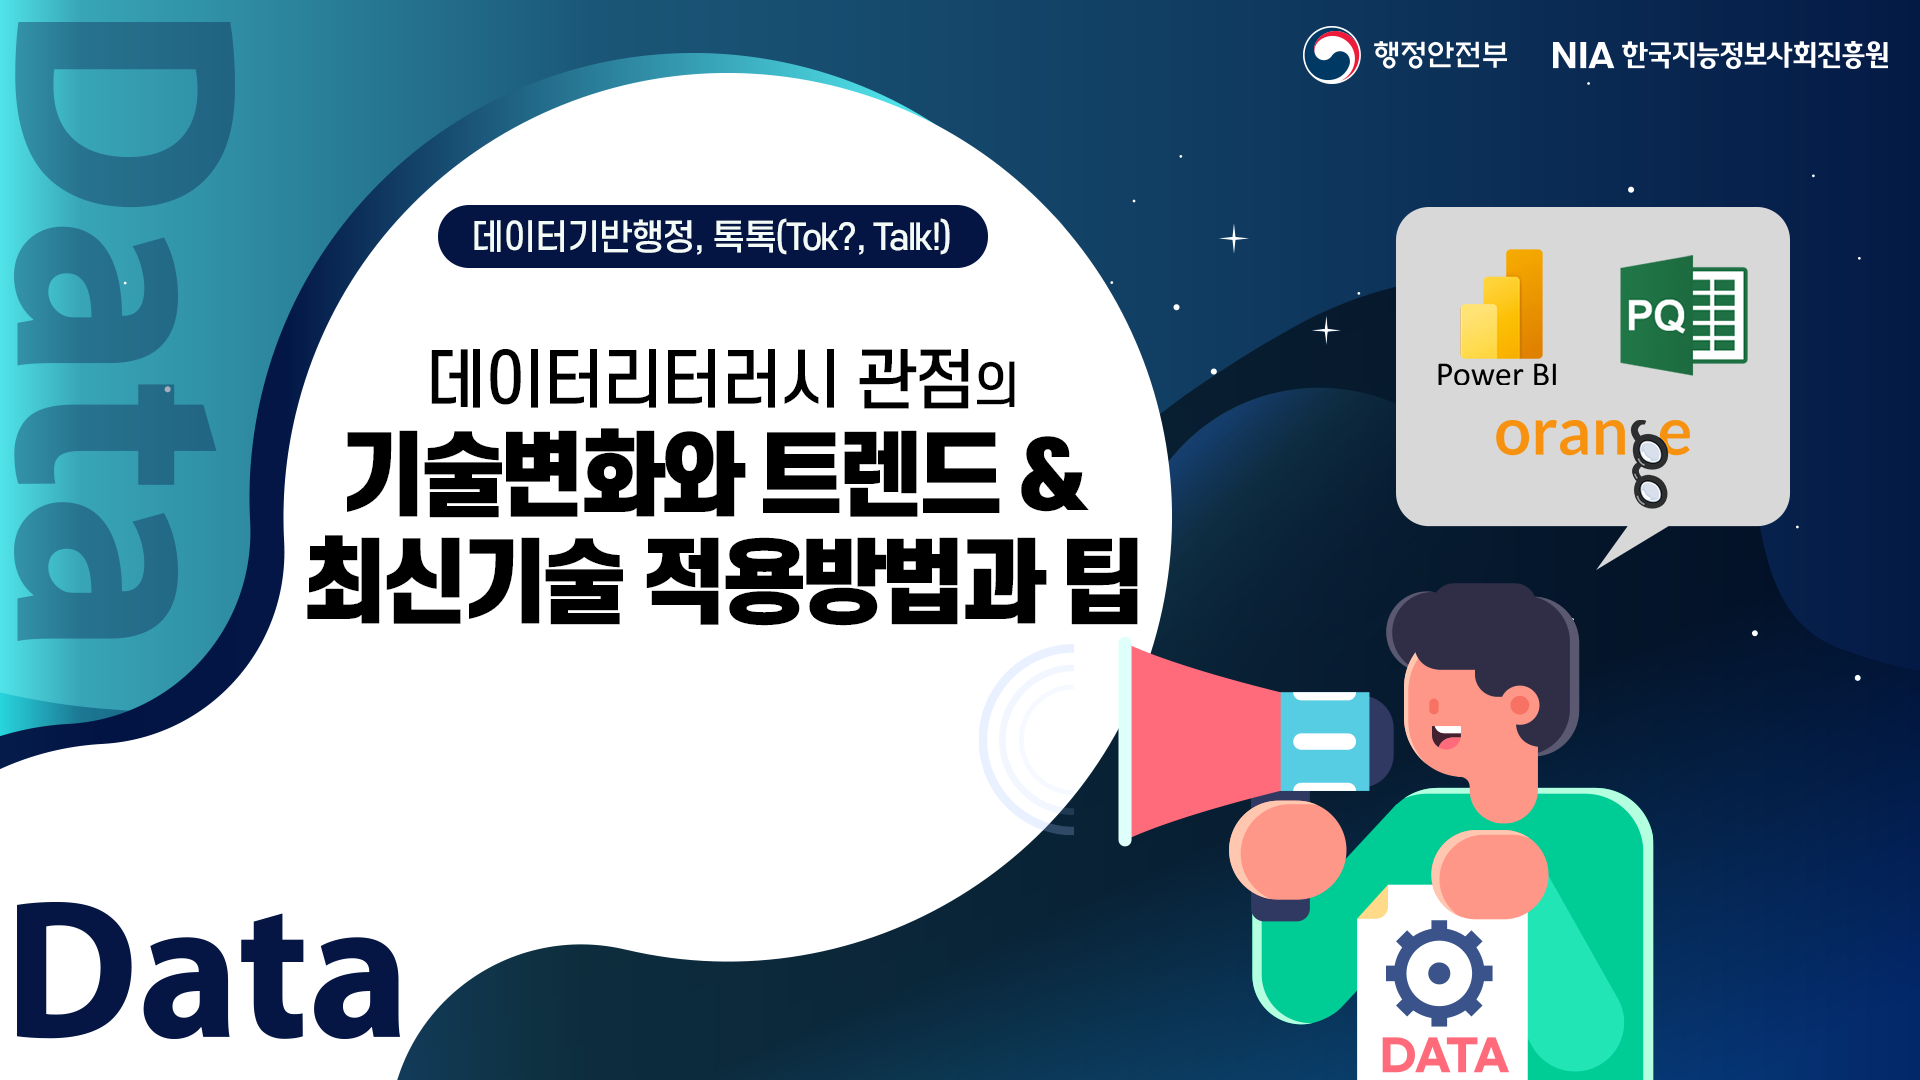 Data
행정안전부
NIA 한국지능정보사회진흥원
데이터기반행정, 톡톡(Tok?, Talk!)
데이터리터러시 관점의
기술변화와 트렌드 &
최신기술 적용방법과 팁
Power BI
PQ
orange
Data
DATA